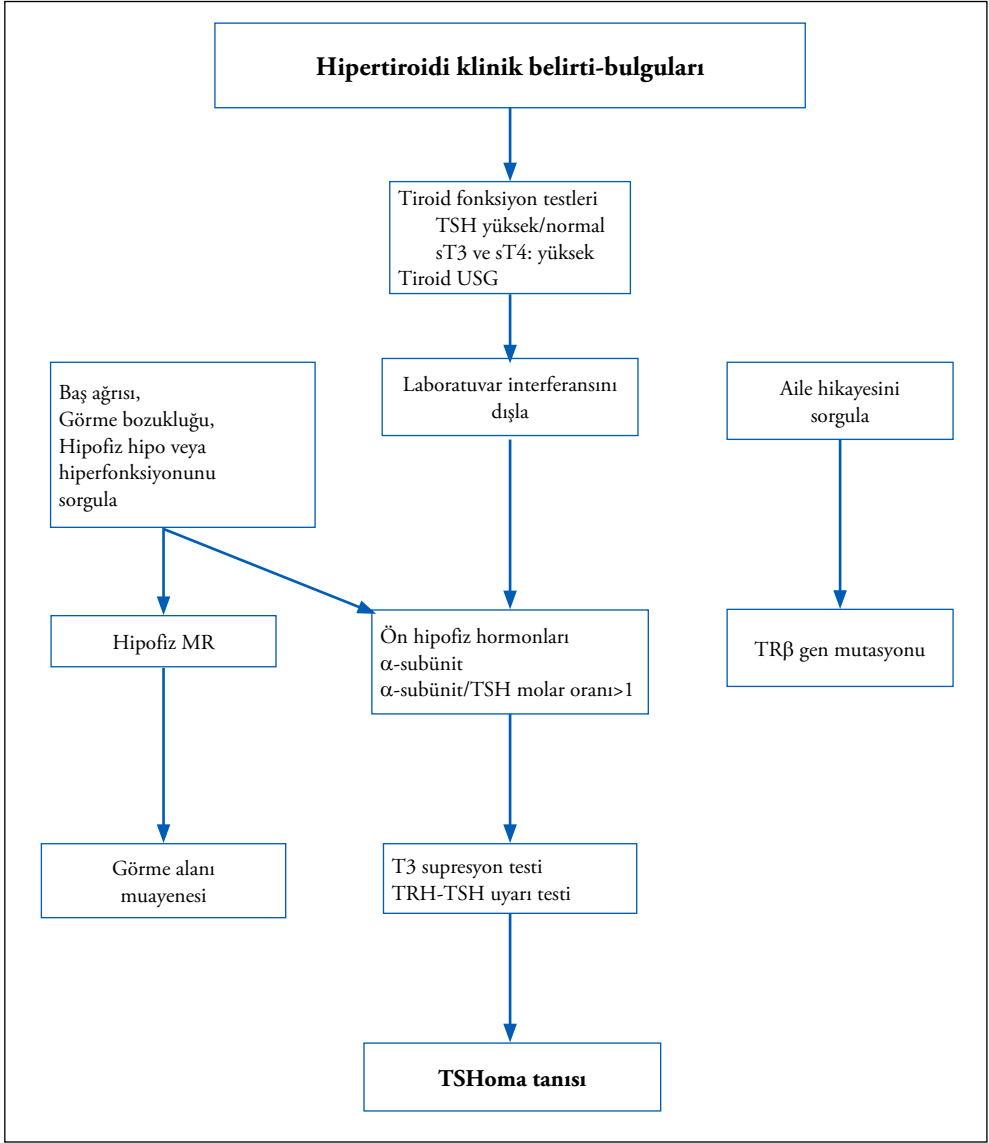 Hipertiroidi klinik belirti-bulguları
Tiroid fonksiyon testleri
TSH yüksek/normal
sT3 ve sT4: yüksek
Tiroid USG
Baş ağrısı,
Görme bozukluğu,
Hipofiz hipo veya
hiperfonksiyonunu
sorgula
Laboratuvar interferansını
dışla
Aile hikayesini
sorgula
Hipofiz MR
Ön hipofiz hormonları
α-subünit
α-subünit/TSH molar oranı>1
TRβ gen mutasyonu
Görme alanı
muayenesi
T3 supresyon testi
TRH-TSH uyarı testi
TSHoma tanısı